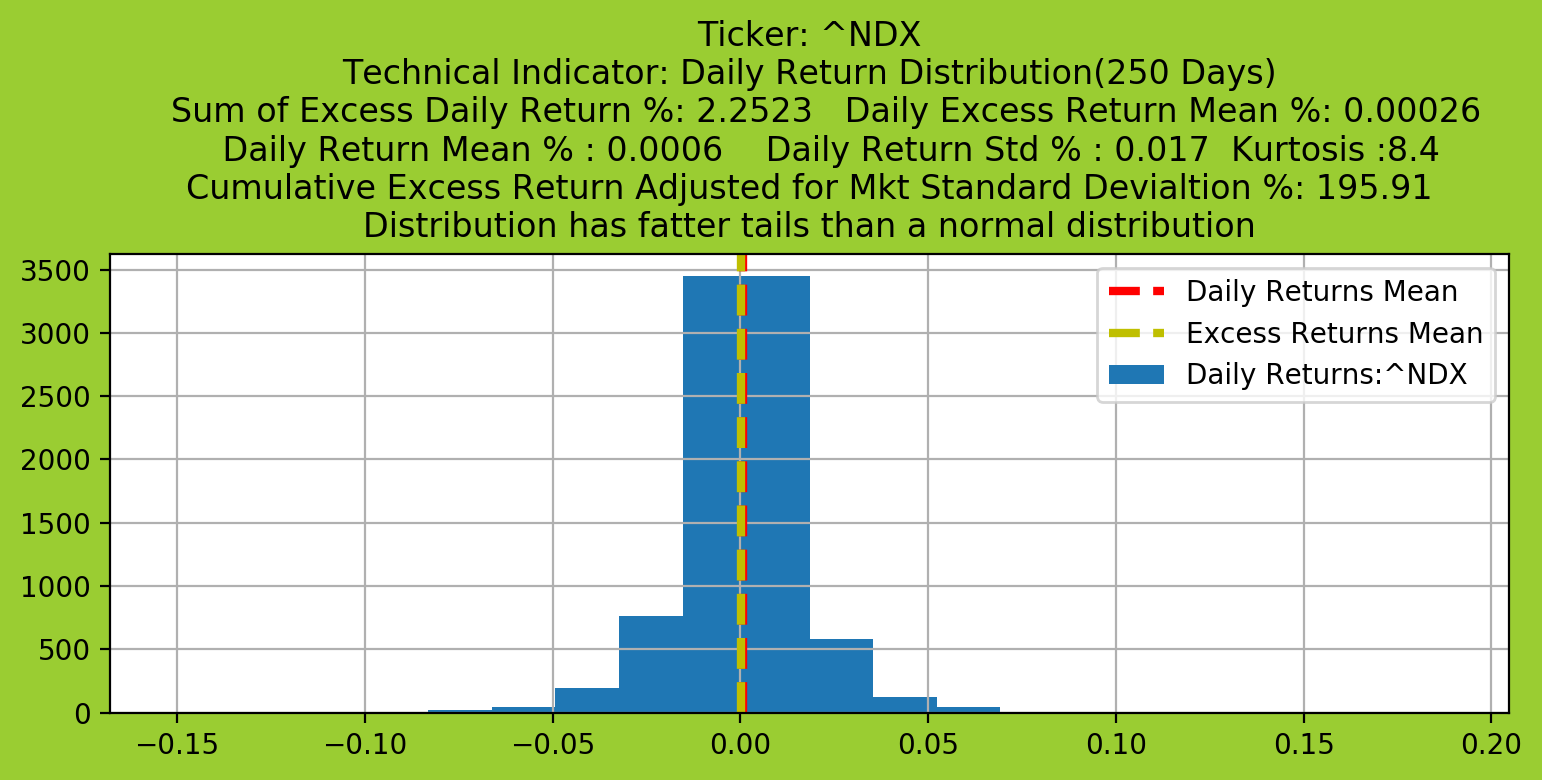 Ticker: ^NDX
Technical Indicator: Daily Return Distribution(250 Days)
Sum of Excess Daily Return %: 2.2523   Daily Excess Return Mean %: 0.00026
Daily Return Mean % : 0.0006    Daily Return Std % : 0.017  Kurtosis :8.4
Cumulative Excess Return Adjusted for Mkt Standard Devialtion %: 195.91
Distribution has fatter tails than a normal distribution
3500
3000
2500
2000
1500
1000
500
0
Daily Returns Mean
Excess Returns Mean
Daily Returns:^NDX
−0.15 −0.10 −0.05 0.00 0.05 0.10 0.15 0.20